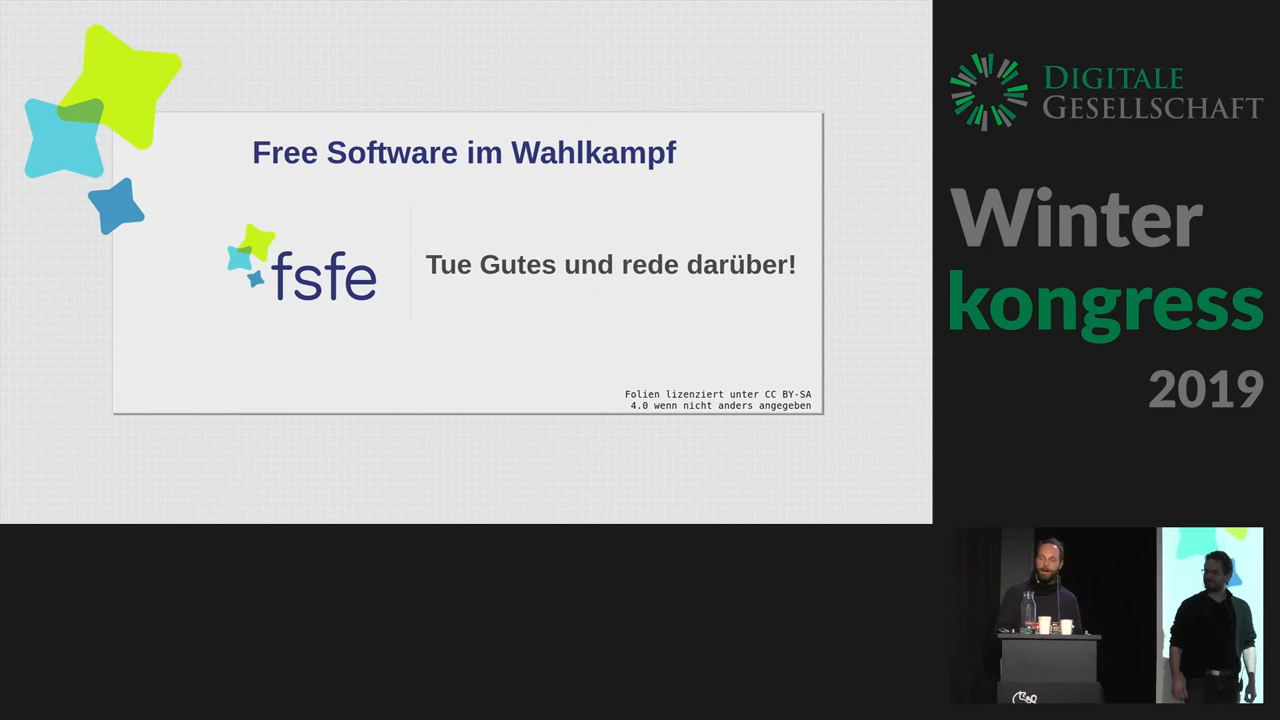 Free Software im Wahlkampf
fsfe
Tue Gutes und rede darüber!
Folien lizenziert unter CC BY-SA
4.0 wenn nicht anders angegeben
DIGITALE
GESELLSCHAFT
Winter
kongress
2019